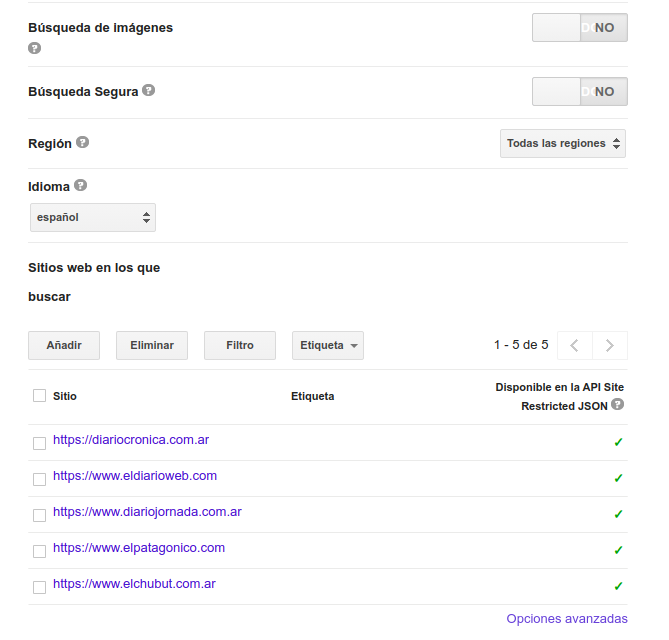 Búsqueda de imágenes
?
NO
Búsqueda Segura ?
NO
Región ?
Todas las regiones
Idioma ?
español
Sitios web en los que
buscar
Añadir Eliminar Filtro Etiqueta 1 - 5 de 5
Sitio Etiqueta Disponible en la API Site
Restricted JSON ?
https://diariocronica.com.ar
https://www.eldiarioweb.com
https://www.diariojornada.com.ar
https://www.elpatagonico.com
https://www.elchubut.com.ar
Opciones avanzadas